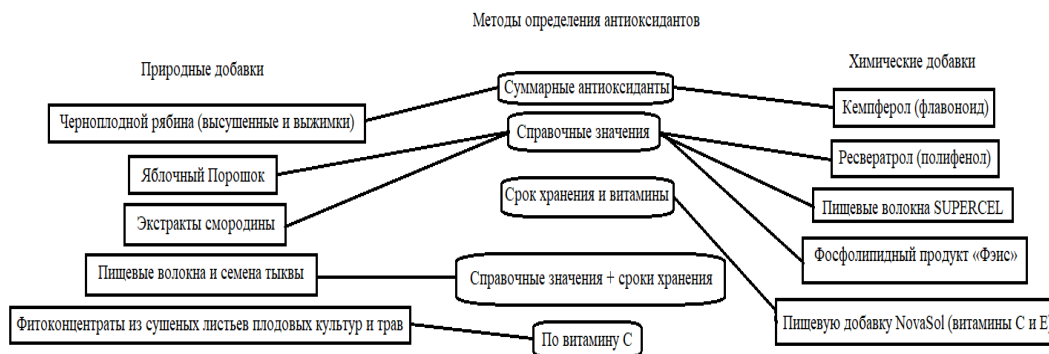 Методы определения антиоксидантов
Природные добавки
Химические добавки
Суммарные антиоксиданты
Кемпферол (флавоноид)
Черноплодной рябина (высушенные и выжимки)
Справочные значения
Ресвератрол (полифенол)
Яблочный Порошок
Срок хранения и витамины
Пищевые волокна SUPERCEL
Экстракты смородины
Фосфолипидный продукт «Фэис»
Пищевые волокна и семена тыквы
Справочные значения + сроки хранения
Фитоконцентраты из сушеных листьев плодовых культур и трав
По витамину С
Пищевую добавку NovaSol (витамины С и Е)